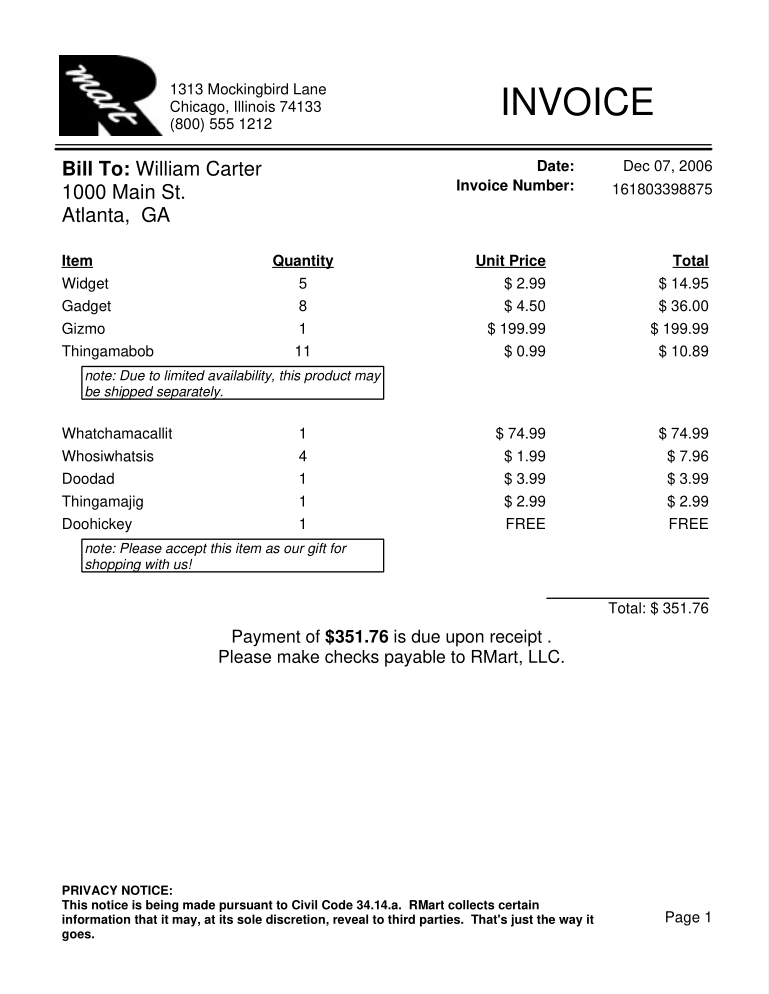 R
mart
1313 Mockingbird Lane
Chicago, Illinois 74133
(800) 555 1212
INVOICE
Bill To: William Carter
1000 Main St.
Atlanta,  GA
Date: Dec 07, 2006
Invoice Number: 161803398875
Item Quantity Unit Price Total
Widget 5 $ 2.99 $ 14.95
Gadget 8 $ 4.50 $ 36.00
Gizmo 1 $ 199.99 $ 199.99
Thingamabob 11 $ 0.99 $ 10.89
note: Due to limited availability, this product may
be shipped separately.
Whatchamacallit 1 $ 74.99 $ 74.99
Whosiwhatsis 4 $ 1.99 $ 7.96
Doodad 1 $ 3.99 $ 3.99
Thingamajig 1 $ 2.99 $ 2.99
Doohickey 1 FREE FREE
note: Please accept this item as our gift for
shopping with us!
Total: $ 351.76
Payment of $351.76 is due upon receipt .
Please make checks payable to RMart, LLC.
PRIVACY NOTICE:
This notice is being made pursuant to Civil Code 34.14.a.  RMart collects certain
information that it may, at its sole discretion, reveal to third parties.  That's just the way it
goes.
Page 1